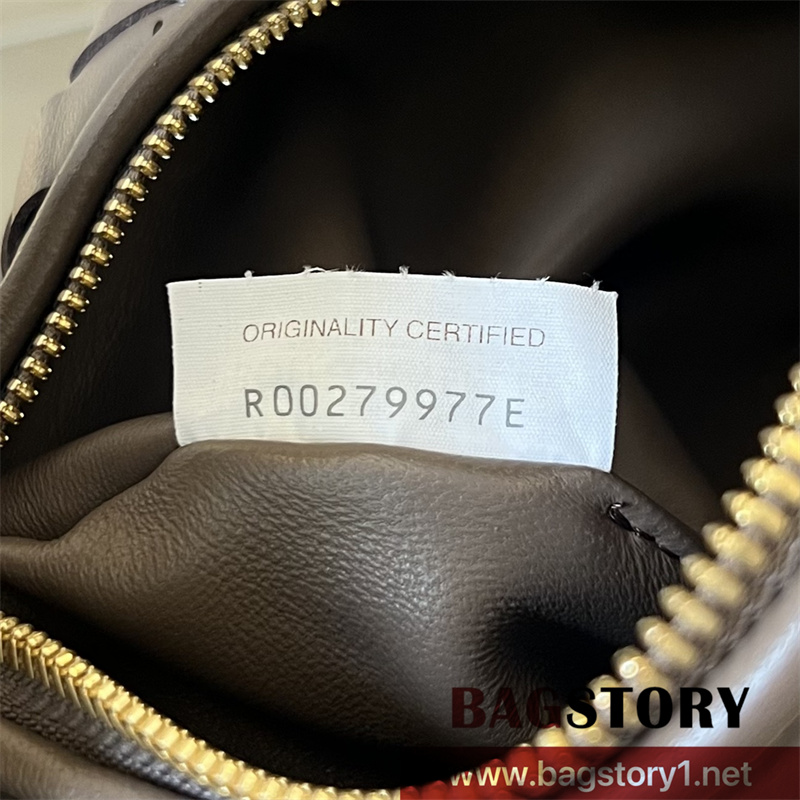 ORIGINALITY CERTIFIED
R00279977E
BAGSTORY
www.bagstory1.net